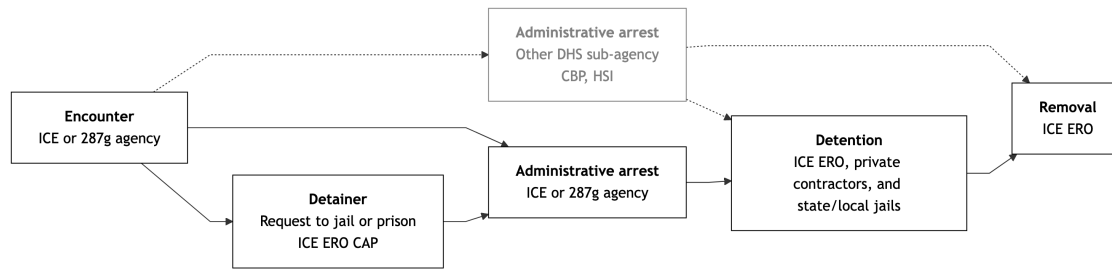 Encounter
ICE or 287g agency
Detainer
Request to jail or prison
ICE ERO CAP
Administrative arrest
Other DHS sub-agency
CBP, HSI
Administrative arrest
ICE or 287g agency
Detention
ICE ERO, private
contractors, and
state/local jails
Removal
ICE ERO